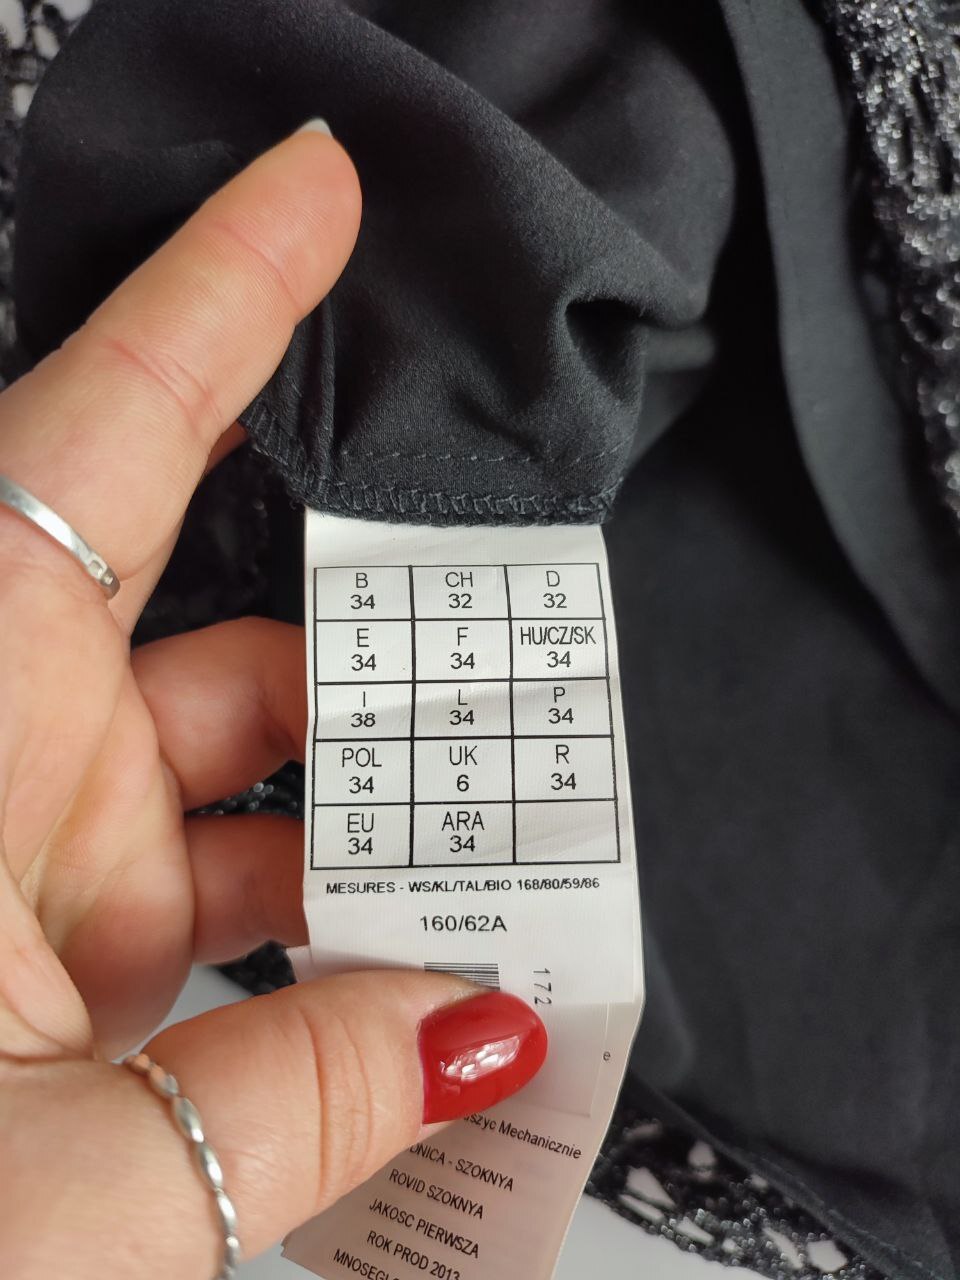 B CH D
34 32 32
E F HU/CZ/SK
34 34 34
I L P
38 34 34
POL UK R
34 6 34
EU ARA
34 34
MESURES - WS/KL/TAL/BIO 168/80/59/86
160/62A
172
e
Mechanicznie
- SZOKNYA
ROVID SZOKNYA
JAKOSC PIERWSZA
ROK PROD 2013